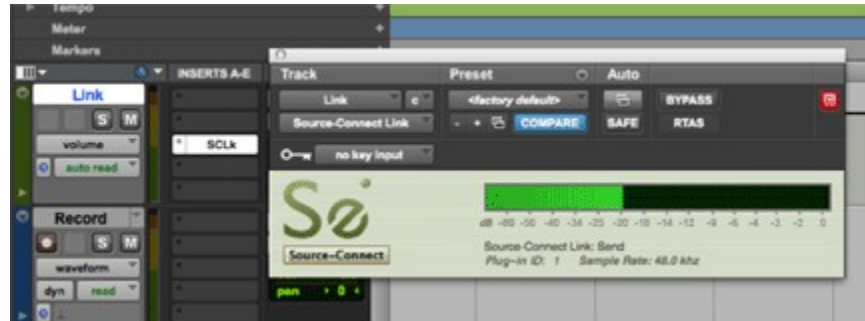 Tempo
Meter
Markers
INSERTS A-E
Link
S M
volume
auto read
SCLk
Record
S M
waveform
dyn read
pan 0
Track Preset Auto
Link c <factory default> BYPASS
Source-Connect Link - + COMPARE SAFE RTAS
no key input
Se
Source-Connect
dB -60 -50 -40 -34 -25 -20 -18 -14 -12 -9 -6 -4 -3 -2 0
Source-Connect Link: Send
Plug-in ID: 1 Sample Rate: 48.0 khz